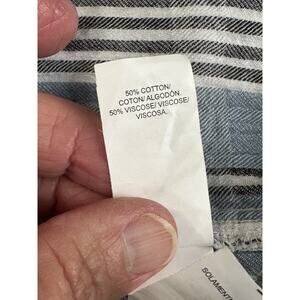 50% COTTON/
COTON/ ALGODÓN.
50% VISCOSE/ VISCOSE/
VISCOSA.